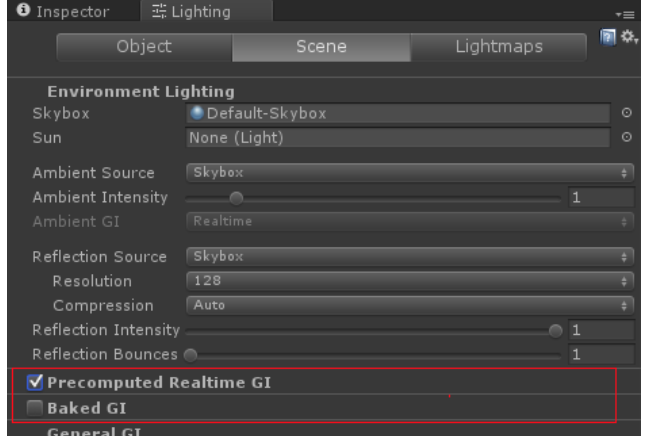 Inspector Lighting
Object Scene Lightmaps
Environment Lighting
Skybox Default-Skybox
Sun None (Light)
Ambient Source Skybox
Ambient Intensity 1
Ambient GI Realtime
Reflection Source Skybox
Resolution 128
Compression Auto
Reflection Intensity 1
Reflection Bounces 1
Precomputed Realtime GI
Baked GI
General GI